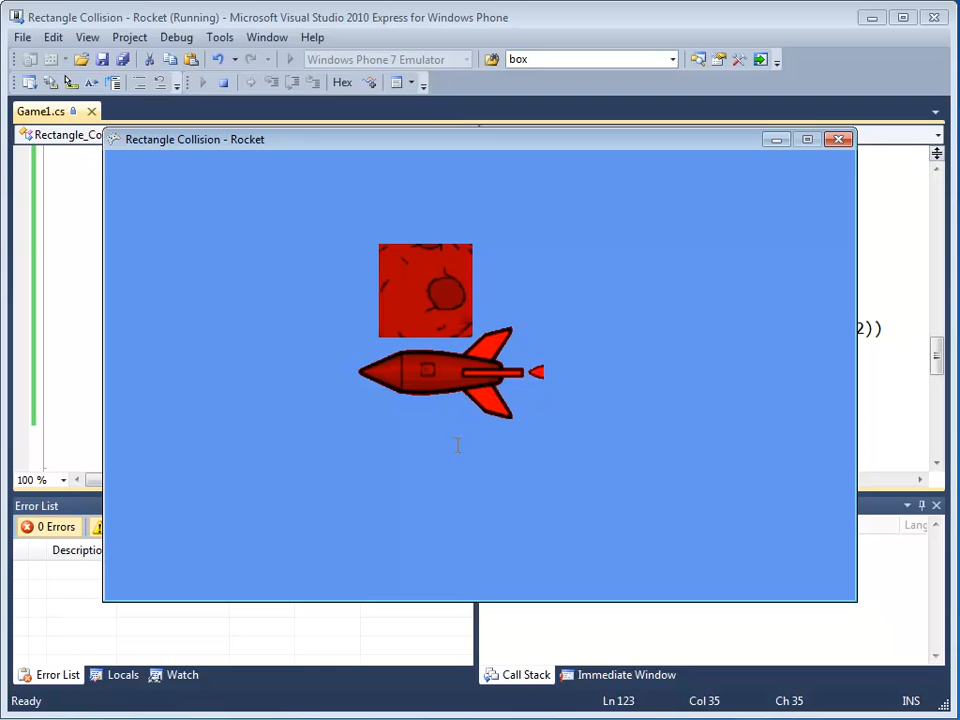 Rectangle Collision - Rocket (Running) - Microsoft Visual Studio 2010 Express for Windows Phone
File Edit View Project Debug Tools Window Help
Windows Phone 7 Emulator box
Hex
Game1.cs
Rectangle_Co
Rectangle Collision - Rocket
2))
100 %
Error List
0 Errors
Lang
Descriptio
Error List Locals Watch Call Stack Immediate Window
Ready Ln 123 Col 35 Ch 35 INS